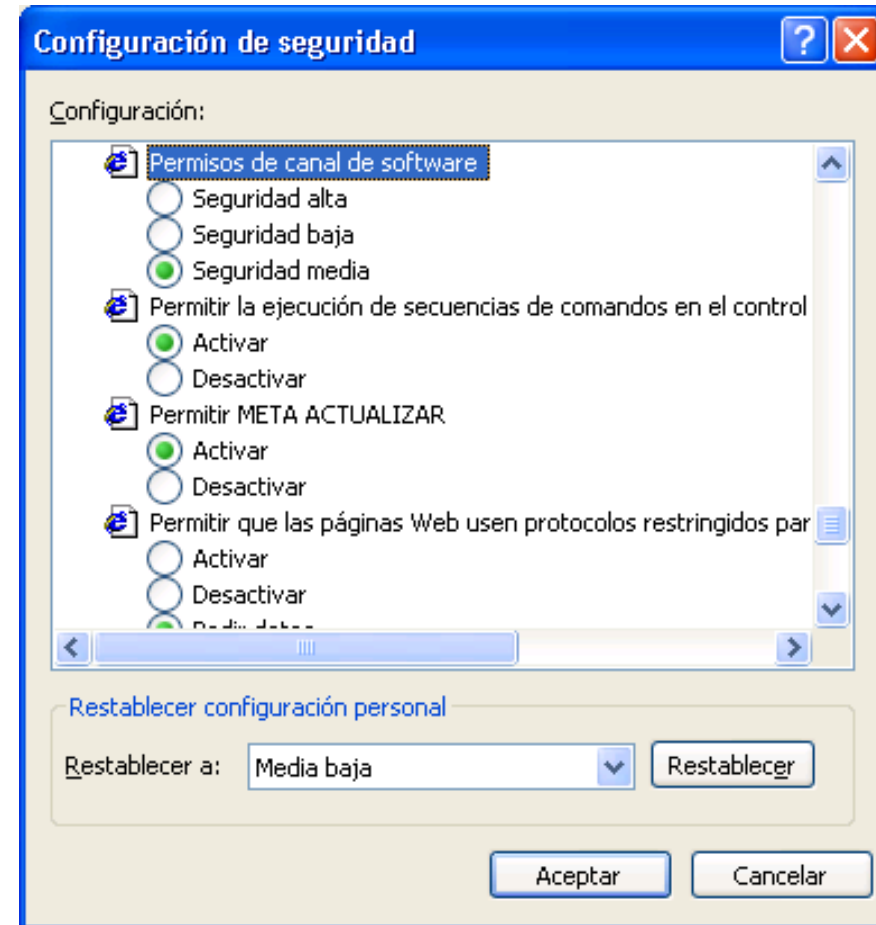 Configuración de seguridad
Configuración:
Permisos de canal de software
Seguridad alta
Seguridad baja
Seguridad media
Permitir la ejecución de secuencias de comandos en el control
Activar
Desactivar
Permitir META ACTUALIZAR
Activar
Desactivar
Permitir que las páginas Web usen protocolos restringidos par
Activar
Desactivar
Pedir datos
Restablecer configuración personal
Restablecer a: Media baja Restablecer
Aceptar Cancelar